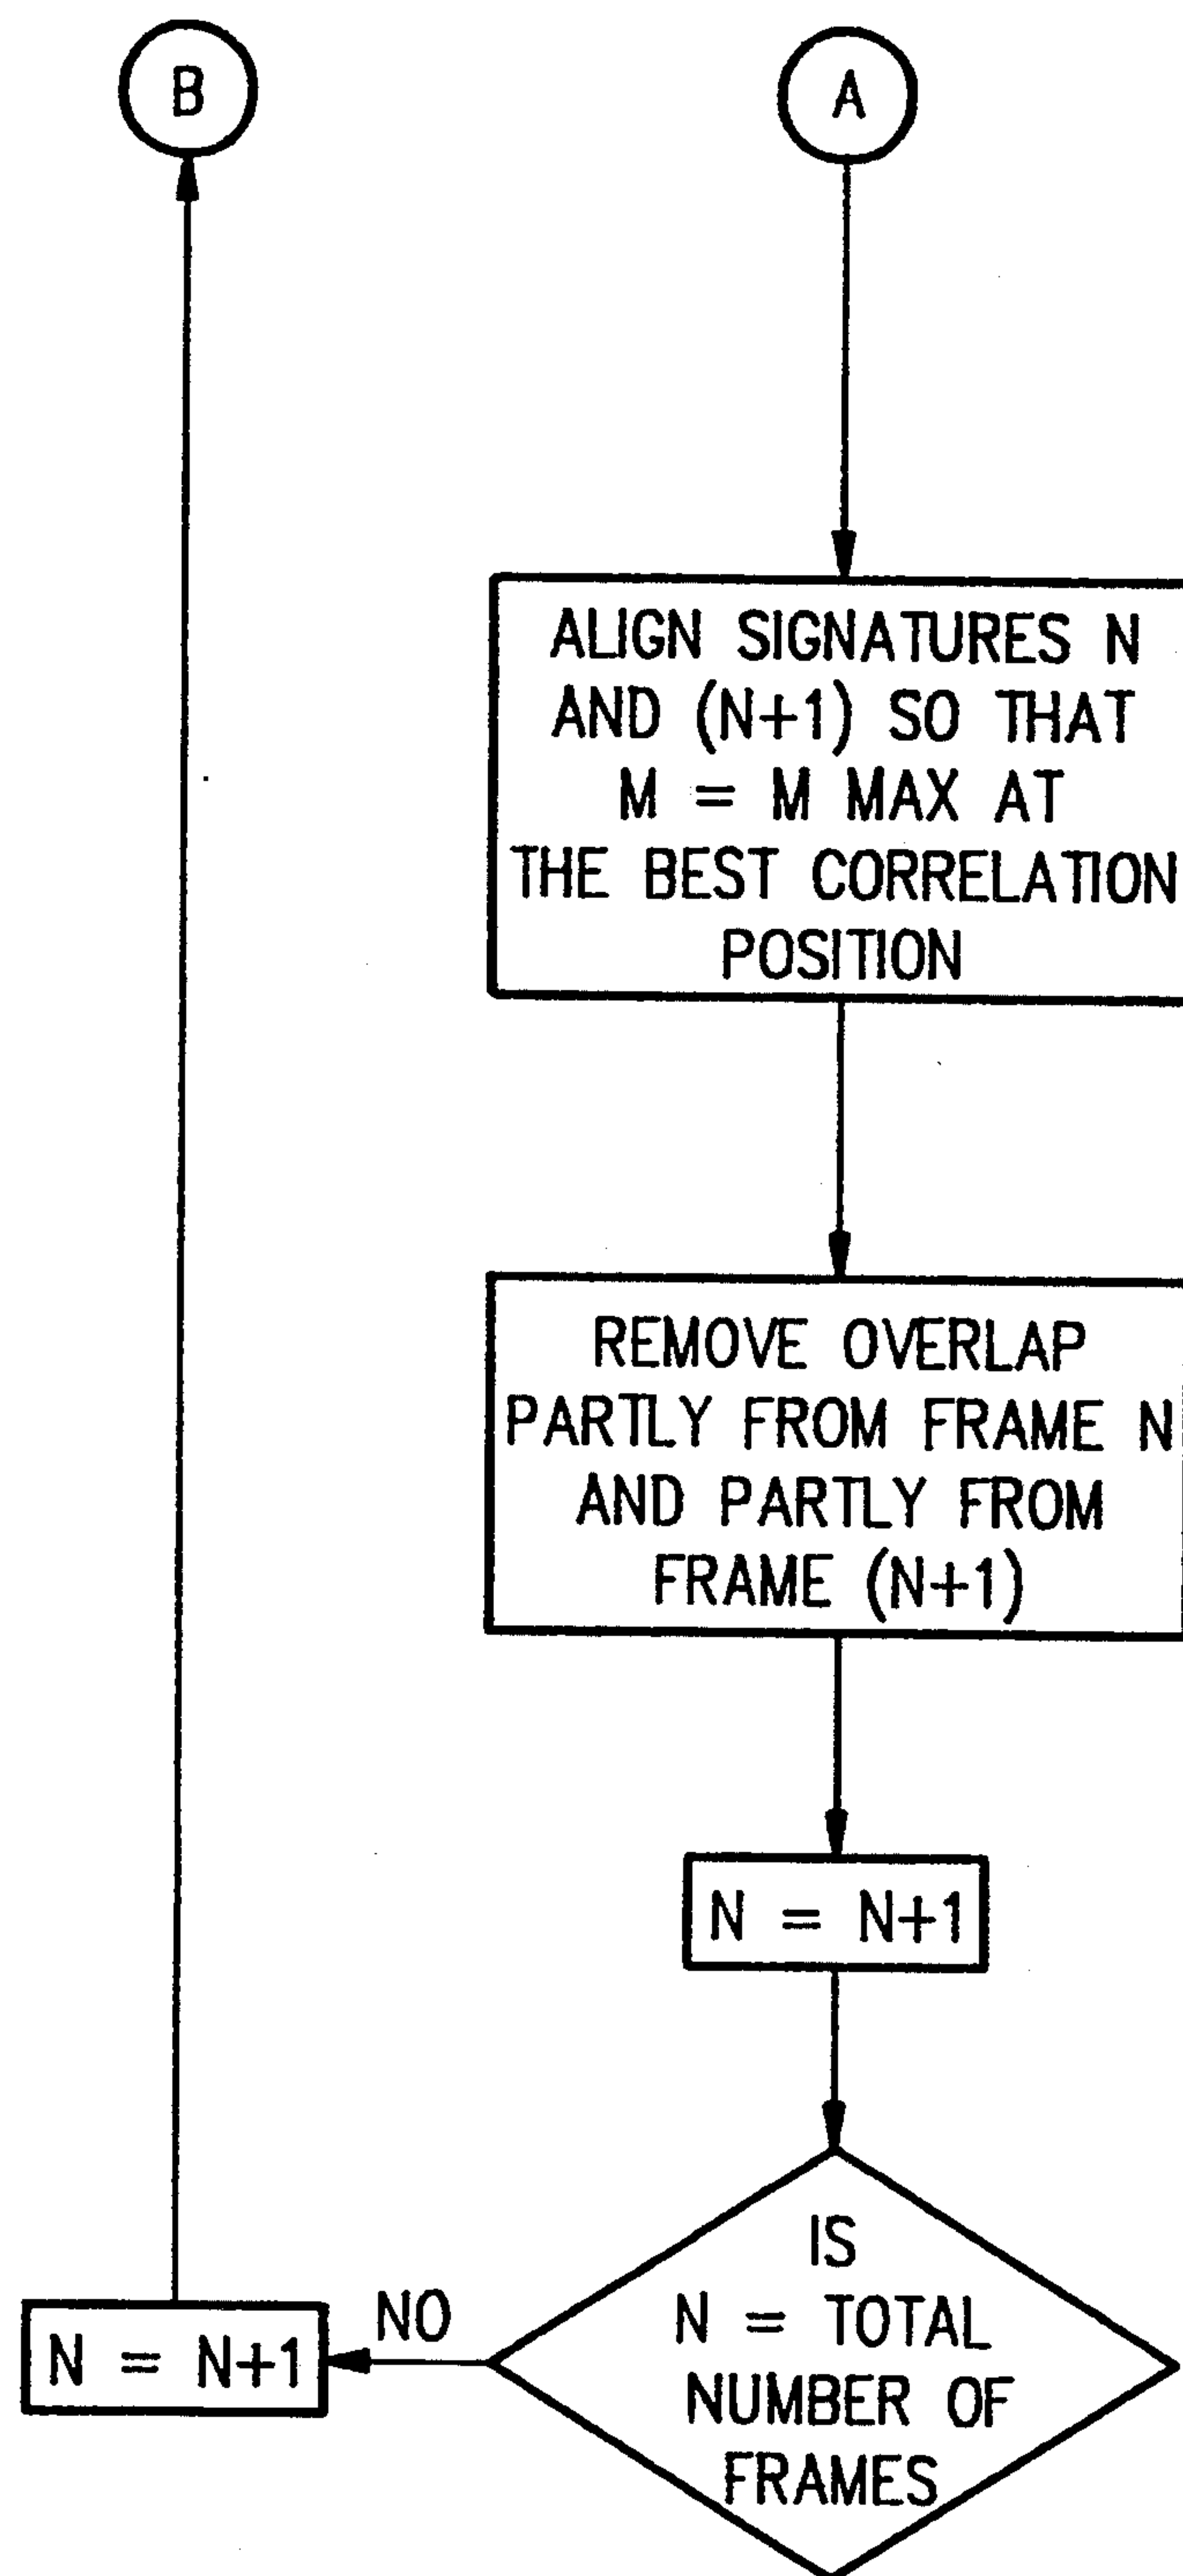 B
A
ALIGN SIGNATURES N
AND (N+1) SO THAT
M = M MAX AT
THE BEST CORRELATION
POSITION
REMOVE OVERLAP
PARTLY FROM FRAME N
AND PARTLY FROM
FRAME (N+1)
N = N+1
IS
N = TOTAL
NUMBER OF
FRAMES
NO
N = N+1